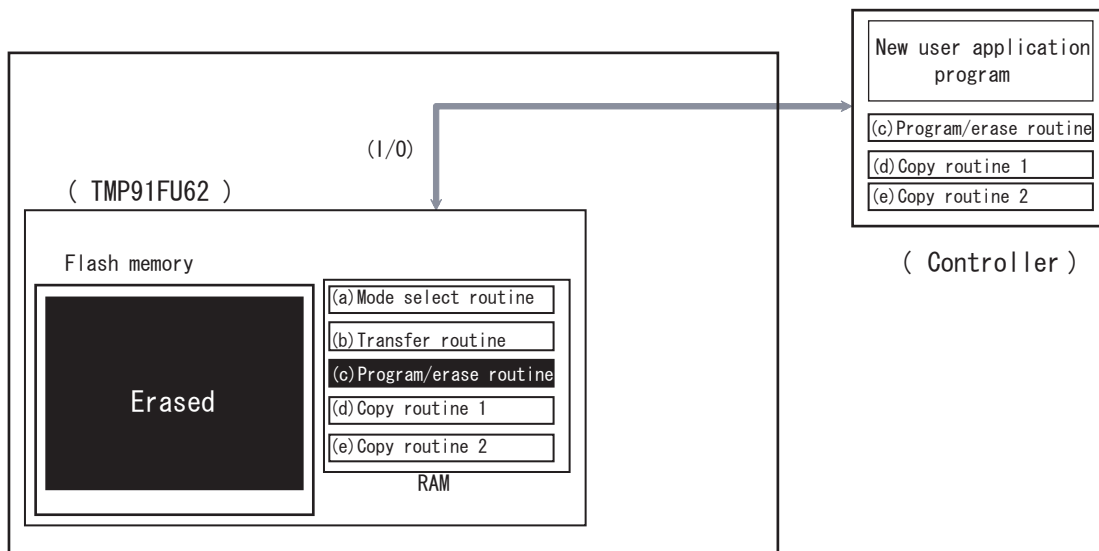 New user application
program
(c)Program/erase routine
(d)Copy routine 1
(e)Copy routine 2
( Controller )
(I/O)
( TMP91FU62 )
Flash memory
Erased
(a)Mode select routine
(b)Transfer routine
(c)Program/erase routine
(d)Copy routine 1
(e)Copy routine 2
RAM